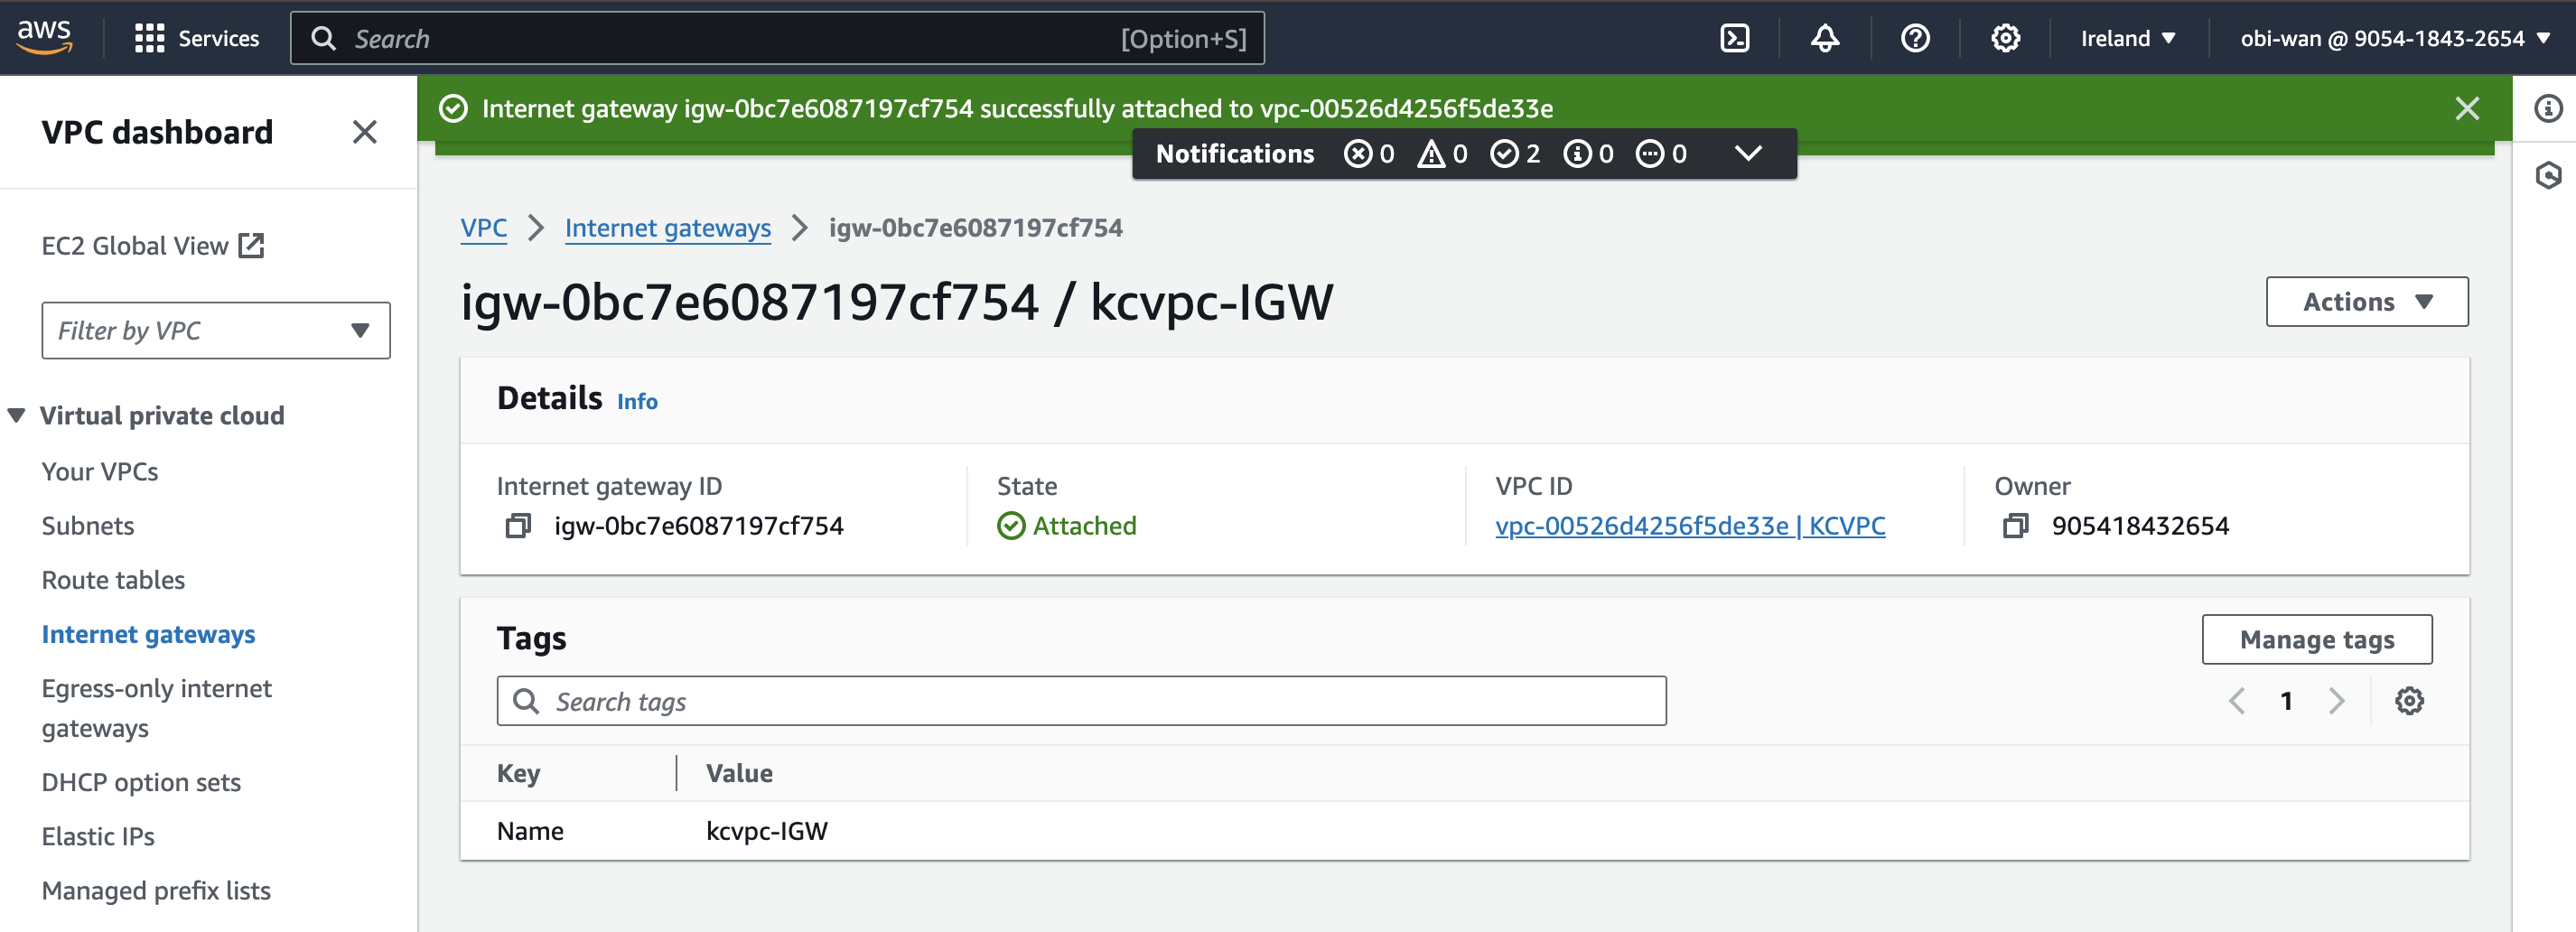 aws
Services
Search
[Option+S]
Ireland
obi-wan @ 9054-1843-2654
VPC dashboard
EC2 Global View
Filter by VPC
Virtual private cloud
Your VPCs
Subnets
Route tables
Internet gateways
Egress-only internet
gateways
DHCP option sets
Elastic IPs
Managed prefix lists
Internet gateway igw-0bc7e6087197cf754 successfully attached to vpc-00526d4256f5de33e
Notifications 0 0 2 0 0
VPC Internet gateways igw-0bc7e6087197cf754
igw-0bc7e6087197cf754 / kcvpc-IGW
Actions
Details Info
Internet gateway ID
igw-0bc7e6087197cf754
State
Attached
VPC ID
vpc-00526d4256f5de33e | KCVPC
Owner
905418432654
Tags
Manage tags
Search tags
1
Key Value
Name kcvpc-IGW